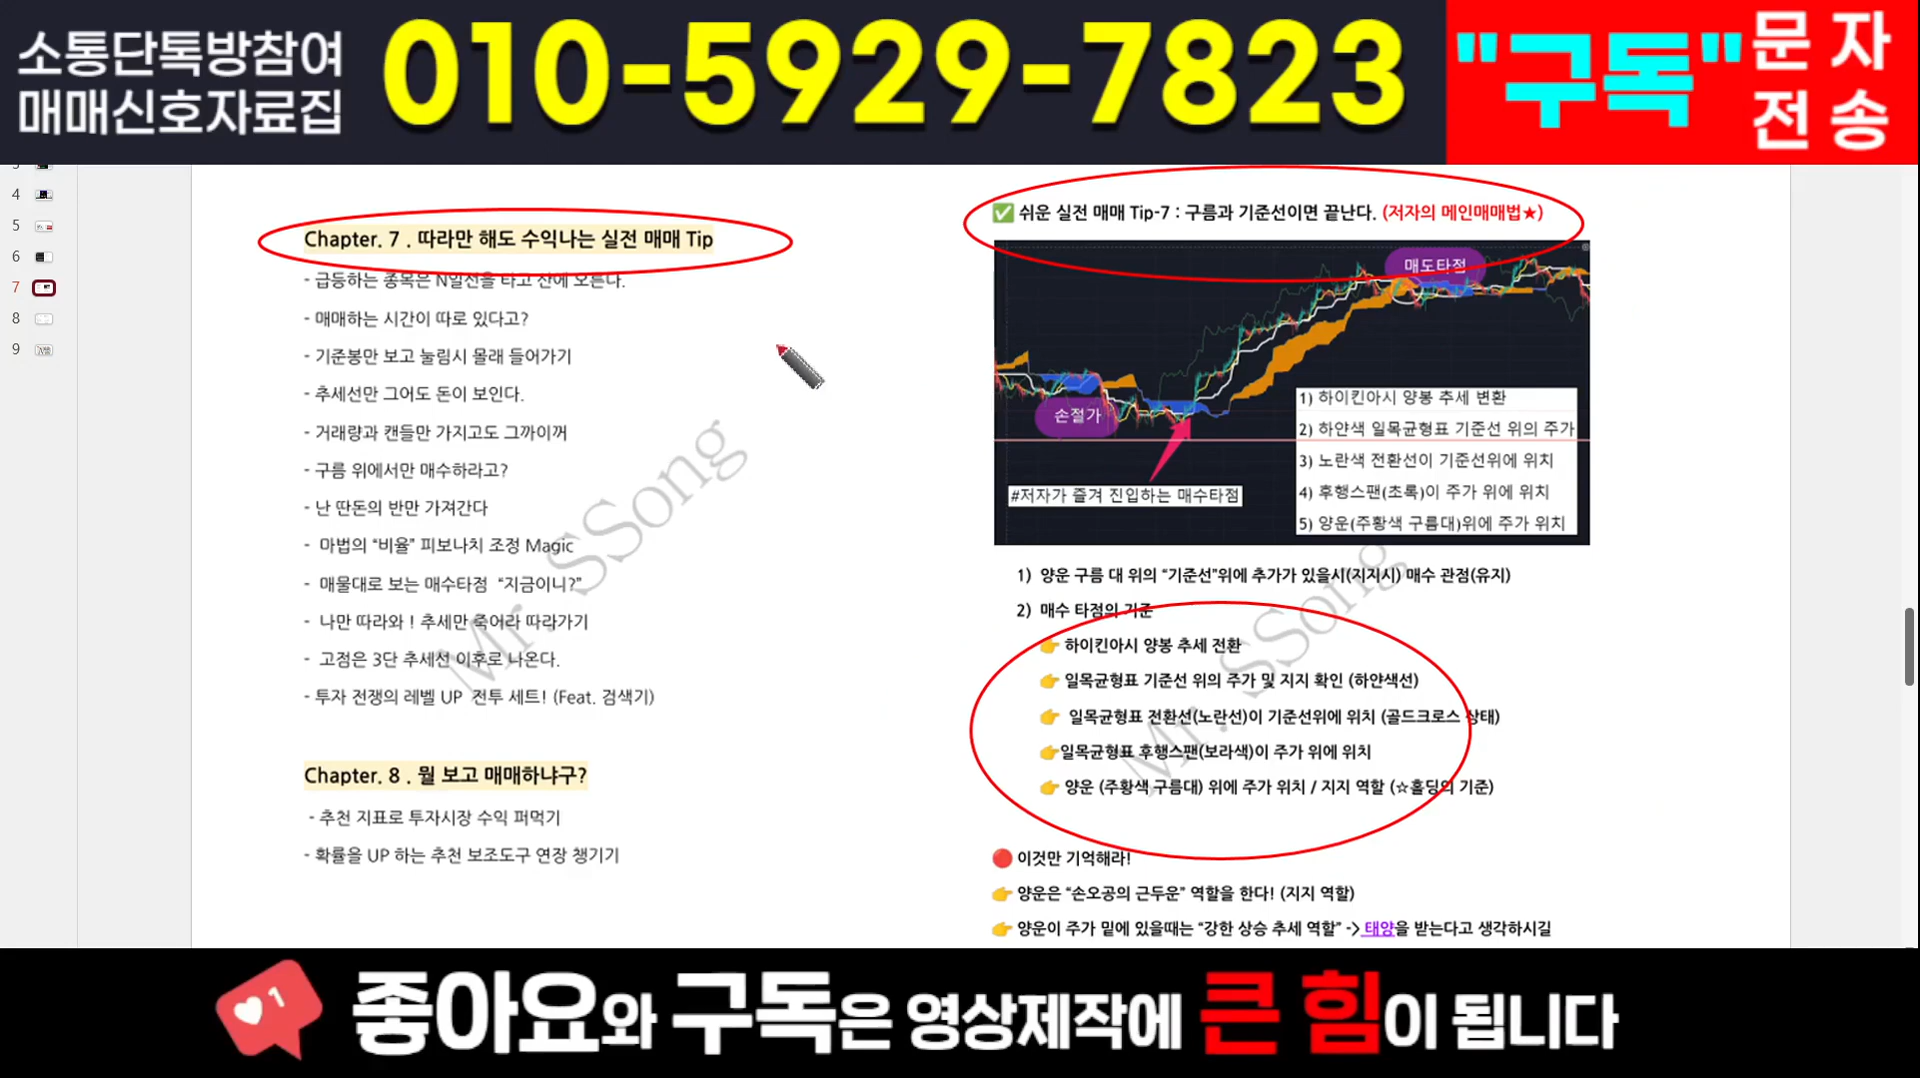 소통단톡방참여
매매신호자료집
010-5929-7823
"구독"
문 자
전 송
4
5
6
7
8
9
Chapter. 7 . 따라만 해도 수익나는 실전 매매 Tip
- 급등하는 종목은 N일선을 타고 산에 오른다.
- 매매하는 시간이 따로 있다고?
- 기준봉만 보고 눌림시 몰래 들어가기
- 추세선만 그어도 돈이 보인다.
- 거래량과 캔들만 가지고도 그까이꺼
- 구름 위에서만 매수하라고?
- 난 딴돈의 반만 가져간다
- 마법의 “비율” 피보나치 조정 Magic
- 매물대로 보는 매수타점 “지금이니?”
- 나만 따라와 ! 추세만 죽어라 따라가기
- 고점은 3단 추세선 이후로 나온다.
- 투자 전쟁의 레벨 UP 전투 세트! (Feat. 검색기)
Chapter. 8 . 뭘 보고 매매하냐구?
- 추천 지표로 투자시장 수익 퍼먹기
- 확률을 UP 하는 추천 보조도구 연장 챙기기
Mr. SSong
✅ 쉬운 실전 매매 Tip-7 : 구름과 기준선이면 끝난다. (저자의 메인매매법★)
매도타점
손절가
#저자가 즐겨 진입하는 매수타점
1) 하이킨아시 양봉 추세 변환
2) 하얀색 일목균형표 기준선 위의 주가
3) 노란색 전환선이 기준선위에 위치
4) 후행스팬(초록)이 주가 위에 위치
5) 양운(주황색 구름대)위에 주가 위치
1) 양운 구름 대 위의 “기준선”위에 추가가 있을시(지지시) 매수 관점(유지)
2) 매수 타점의 기준
👉 하이킨아시 양봉 추세 전환
👉 일목균형표 기준선 위의 주가 및 지지 확인 (하얀색선)
👉 일목균형표 전환선(노란선)이 기준선위에 위치 (골드크로스 상태)
👉일목균형표 후행스팬(보라색)이 주가 위에 위치
👉 양운 (주황색 구름대) 위에 주가 위치 / 지지 역할 (☆홀딩의 기준)
Mr. SSong
🔴 이것만 기억해라!
👉 양운은 “손오공의 근두운” 역할을 한다! (지지 역할)
👉 양운이 주가 밑에 있을때는 “강한 상승 추세 역할” -> 태양을 받는다고 생각하시길
1
좋아요와 구독은 영상제작에 큰 힘이 됩니다